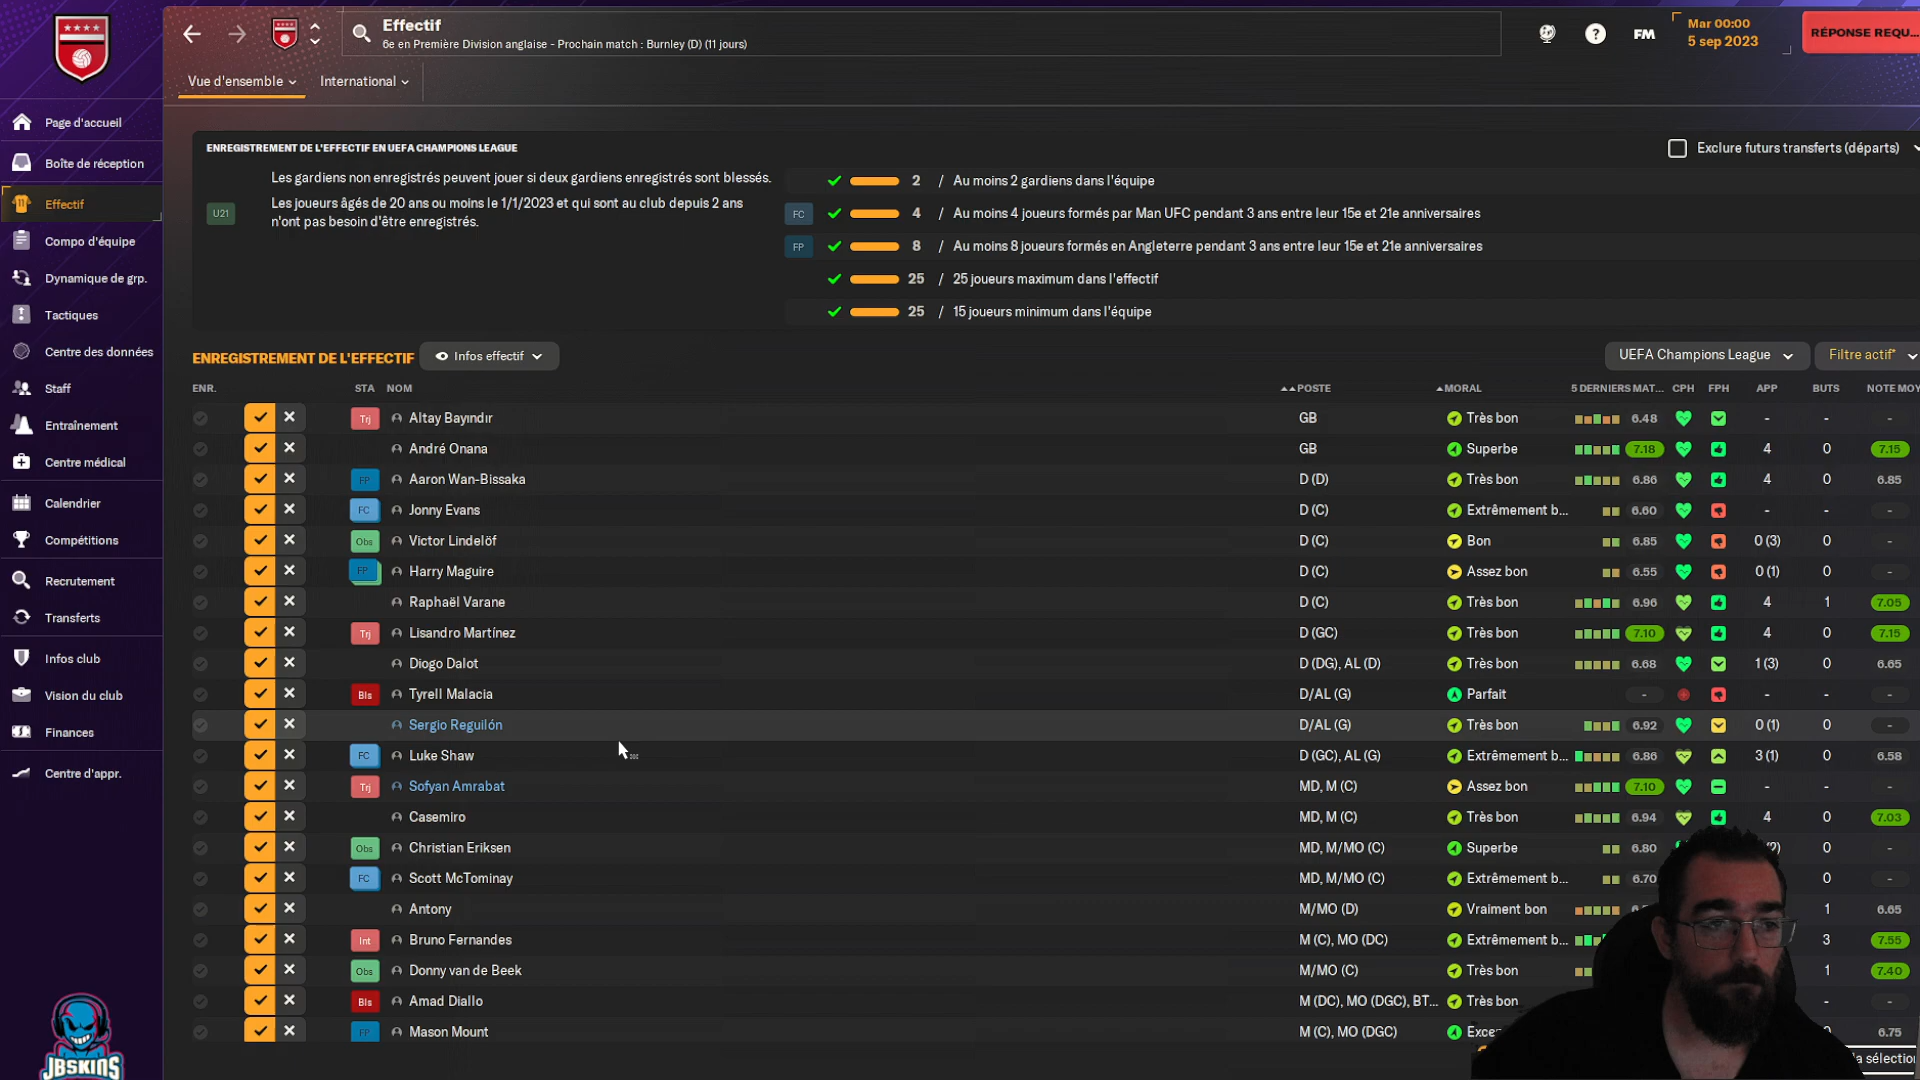 Effectif
6e en Première Division anglaise - Prochain match : Burnley (D) (11 jours)
FM
Mar 00:00
5 sep 2023
RÉPONSE REQU...
Vue d'ensemble
International
Page d'accueil
Boîte de réception
Effectif
Compo d'équipe
Dynamique de grp.
Tactiques
Centre des données
Staff
Entraînement
Centre médical
Calendrier
Compétitions
Recrutement
Transferts
Infos club
Vision du club
Finances
Centre d'appr.
JBSKINS
ENREGISTREMENT DE L'EFFECTIF EN UEFA CHAMPIONS LEAGUE
Exclure futurs transferts (départs)
Les gardiens non enregistrés peuvent jouer si deux gardiens enregistrés sont blessés.
U21 Les joueurs âgés de 20 ans ou moins le 1/1/2023 et qui sont au club depuis 2 ans
n'ont pas besoin d'être enregistrés.
2 / Au moins 2 gardiens dans l'équipe
FC 4 / Au moins 4 joueurs formés par Man UFC pendant 3 ans entre leur 15e et 21e anniversaires
FP 8 / Au moins 8 joueurs formés en Angleterre pendant 3 ans entre leur 15e et 21e anniversaires
25 / 25 joueurs maximum dans l'effectif
25 / 15 joueurs minimum dans l'équipe
ENREGISTREMENT DE L'EFFECTIF
Infos effectif
UEFA Champions League
Filtre actif*
ENR. STA NOM POSTE MORAL 5 DERNIERS MAT... CPH FPH APP BUTS NOTE MOY
Trj Altay Bayındır GB Très bon 6.48 - - -
André Onana GB Superbe 7.18 4 0 7.15
FP Aaron Wan-Bissaka D (D) Très bon 6.86 4 0 6.85
FC Jonny Evans D (C) Extrêmement b... 6.60 - - -
Obs Victor Lindelöf D (C) Bon 6.85 0 (3) 0 -
FP Harry Maguire D (C) Assez bon 6.55 0 (1) 0 -
Raphaël Varane D (C) Très bon 6.96 4 1 7.05
Trj Lisandro Martínez D (GC) Très bon 7.10 4 0 7.15
Diogo Dalot D (DG), AL (D) Très bon 6.68 1 (3) 0 6.65
Bls Tyrell Malacia D/AL (G) Parfait - - - -
Sergio Reguilón D/AL (G) Très bon 6.92 0 (1) 0 -
FC Luke Shaw D (GC), AL (G) Extrêmement b... 6.86 3 (1) 0 6.58
Trj Sofyan Amrabat MD, M (C) Assez bon 7.10 - - -
Casemiro MD, M (C) Très bon 6.94 4 0 7.03
Obs Christian Eriksen MD, M/MO (C) Superbe 6.80 0 -
FC Scott McTominay MD, M/MO (C) Extrêmement b... 6.70 0 -
Antony M/MO (D) Vraiment bon 1 6.65
Int Bruno Fernandes M (C), MO (DC) Extrêmement b... 3 7.55
Obs Donny van de Beek M/MO (C) Très bon 1 7.40
Bls Amad Diallo M (DC), MO (DGC), BT... Très bon - -
FP Mason Mount M (C), MO (DGC) 6.75
la sélection